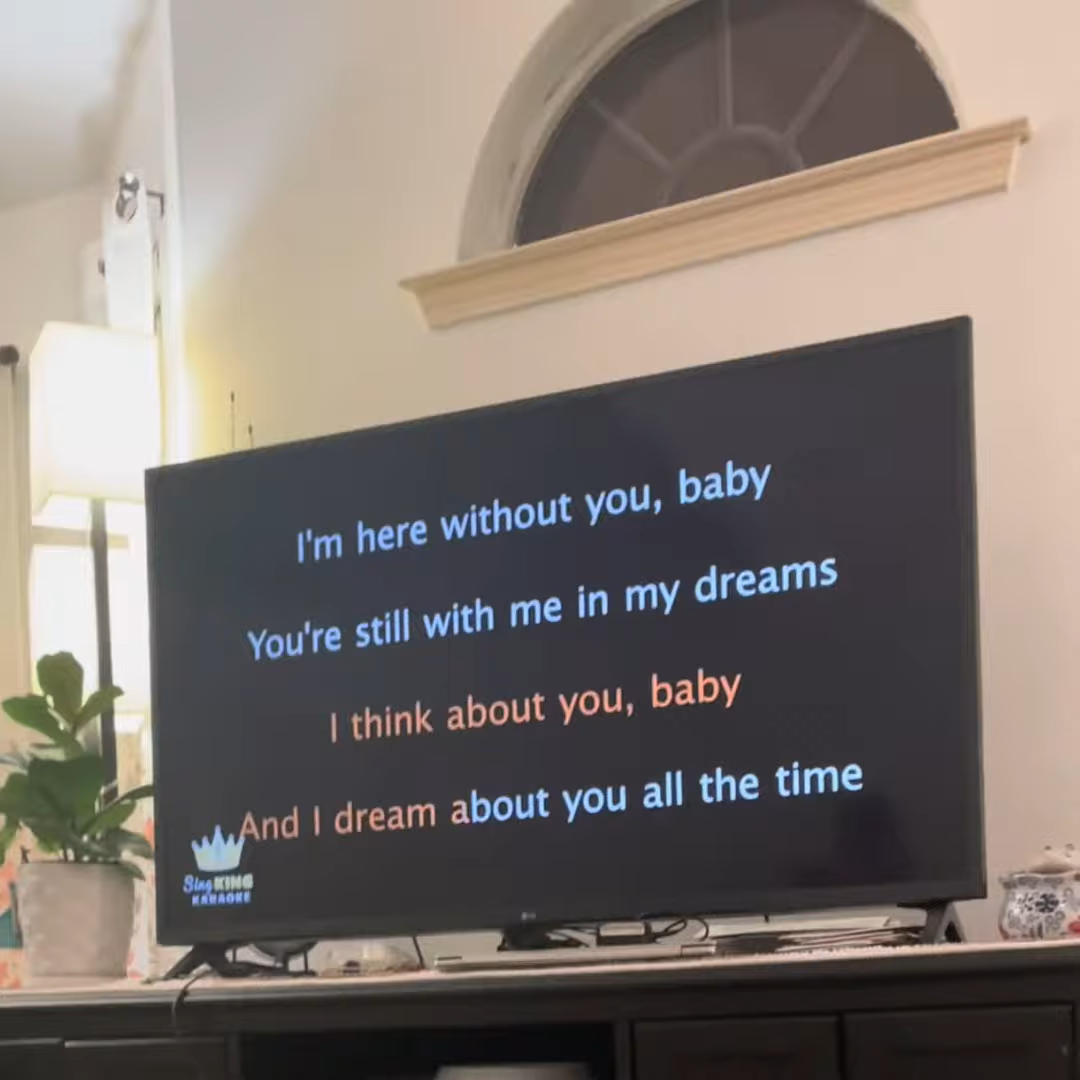 I'm here without you, baby
You're still with me in my dreams
I think about you, baby
And I dream about you all the time
Sing KING
KARAOKE